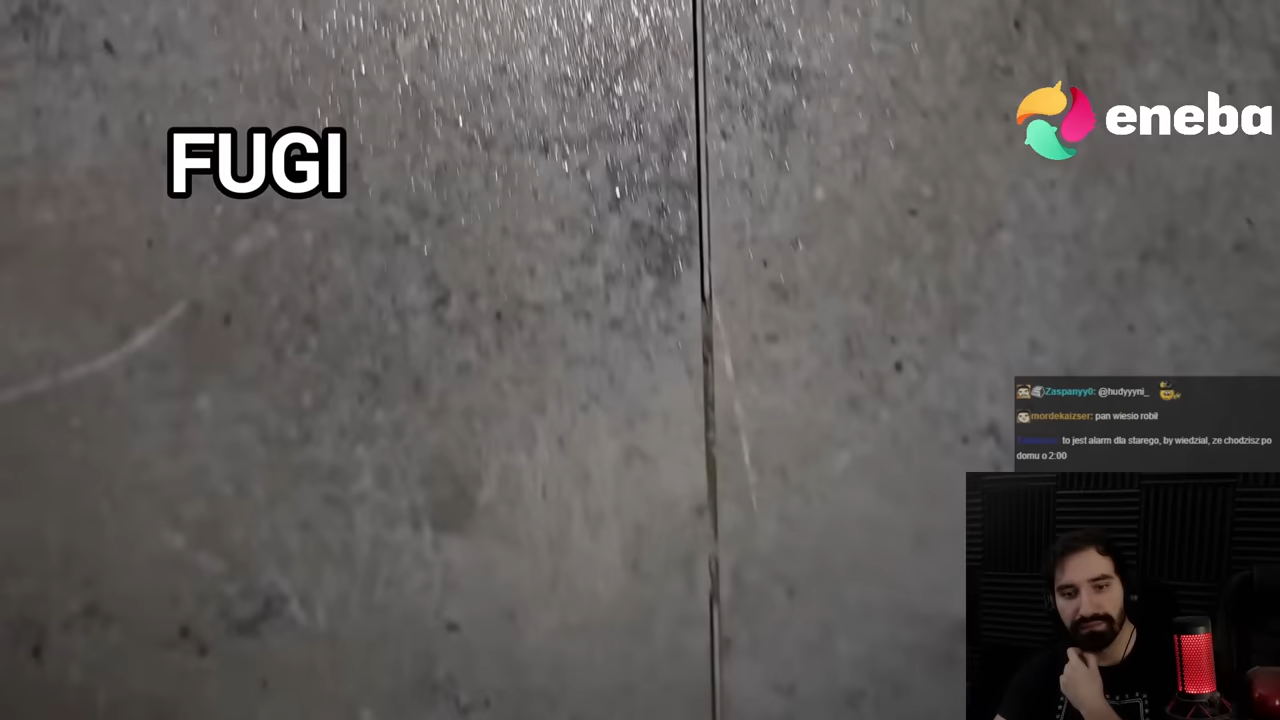 FUGI
eneba
Zaspanyy0: @hudyyyni_
mordekaizser: pan wiesio robił
to jest alarm dla starego, by wiedzial, ze chodzisz po
domu o 2:00